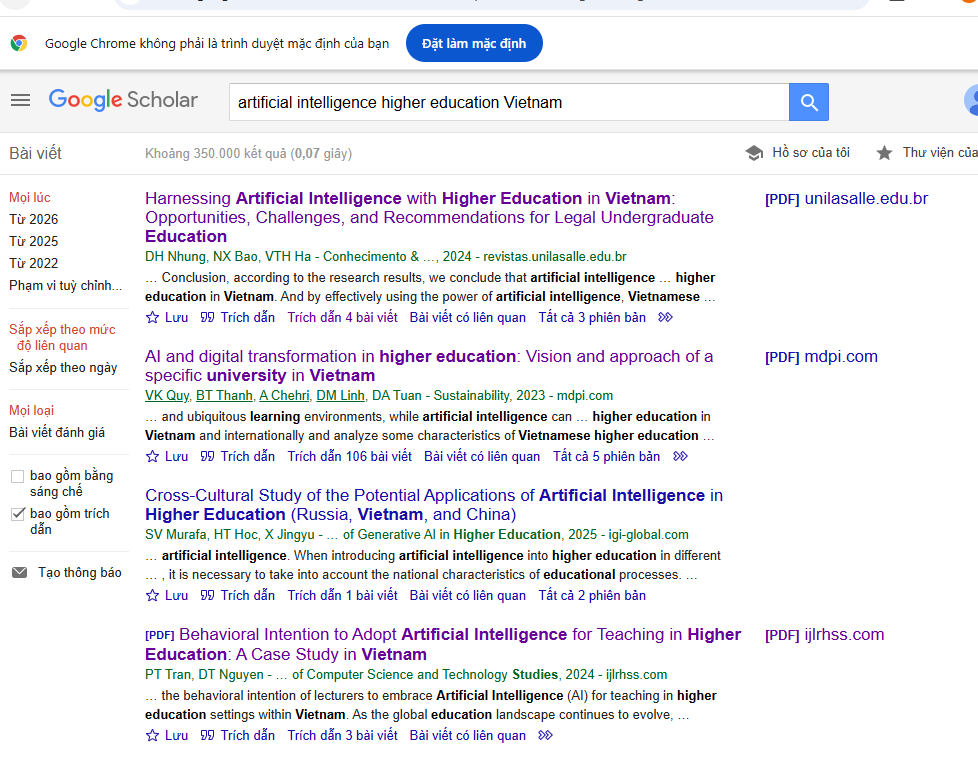 Google Chrome không phải là trình duyệt mặc định của bạn
Đặt làm mặc định
Google Scholar
artificial intelligence higher education Vietnam
Bài viết
Khoảng 350.000 kết quả (0,07 giây)
Hồ sơ của tôi
Thư viện của
Mọi lúc
Từ 2026
Từ 2025
Từ 2022
Phạm vi tuỳ chỉnh...
Sắp xếp theo mức
độ liên quan
Sắp xếp theo ngày
Mọi loại
Bài viết đánh giá
bao gồm bằng
sáng chế
bao gồm trích
dẫn
Tạo thông báo
Harnessing Artificial Intelligence with Higher Education in Vietnam:
Opportunities, Challenges, and Recommendations for Legal Undergraduate
Education
DH Nhung, NX Bao, VTH Ha - Conhecimento & …, 2024 - revistas.unilasalle.edu.br
… Conclusion, according to the research results, we conclude that artificial intelligence … higher
education in Vietnam. And by effectively using the power of artificial intelligence, Vietnamese …
Lưu Trích dẫn Trích dẫn 4 bài viết Bài viết có liên quan Tất cả 3 phiên bản
[PDF] unilasalle.edu.br
AI and digital transformation in higher education: Vision and approach of a
specific university in Vietnam
VK Quy, BT Thanh, A Chehri, DM Linh, DA Tuan - Sustainability, 2023 - mdpi.com
… and ubiquitous learning environments, while artificial intelligence can … higher education in
Vietnam and internationally and analyze some characteristics of Vietnamese higher education …
Lưu Trích dẫn Trích dẫn 106 bài viết Bài viết có liên quan Tất cả 5 phiên bản
[PDF] mdpi.com
Cross-Cultural Study of the Potential Applications of Artificial Intelligence in
Higher Education (Russia, Vietnam, and China)
SV Murafa, HT Hoc, X Jingyu - … of Generative AI in Higher Education, 2025 - igi-global.com
… artificial intelligence. When introducing artificial intelligence into higher education in different
… , it is necessary to take into account the national characteristics of educational processes. …
Lưu Trích dẫn Trích dẫn 1 bài viết Bài viết có liên quan Tất cả 2 phiên bản
[PDF] Behavioral Intention to Adopt Artificial Intelligence for Teaching in Higher
Education: A Case Study in Vietnam
PT Tran, DT Nguyen - … of Computer Science and Technology Studies, 2024 - ijlrhss.com
… the behavioral intention of lecturers to embrace Artificial Intelligence (AI) for teaching in higher
education settings within Vietnam. As the global education landscape continues to evolve, …
Lưu Trích dẫn Trích dẫn 3 bài viết Bài viết có liên quan
[PDF] ijlrhss.com